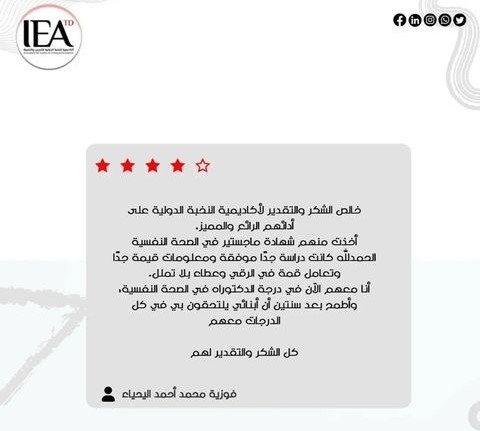 IEA TD
خالص الشكر والتقدير لأكاديمية النخبة الدولية على
أدائهم الرائع والمميز.
أخذت منهم شهادة ماجستير في الصحة النفسية
الحمدلله كانت دراسة جدًا موفقة ومعلومات قيمة جدًا
وتعامل قمة في الرقي وعطاء بلا تملل.
أنا معهم الآن في درجة الدكتوراه في الصحة النفسية،
وأطمح بعد سنتين أن أبنائي يلتحقون بي في كل
الدرجات معهم
كل الشكر والتقدير لهم
فوزية محمد أحمد اليحياء